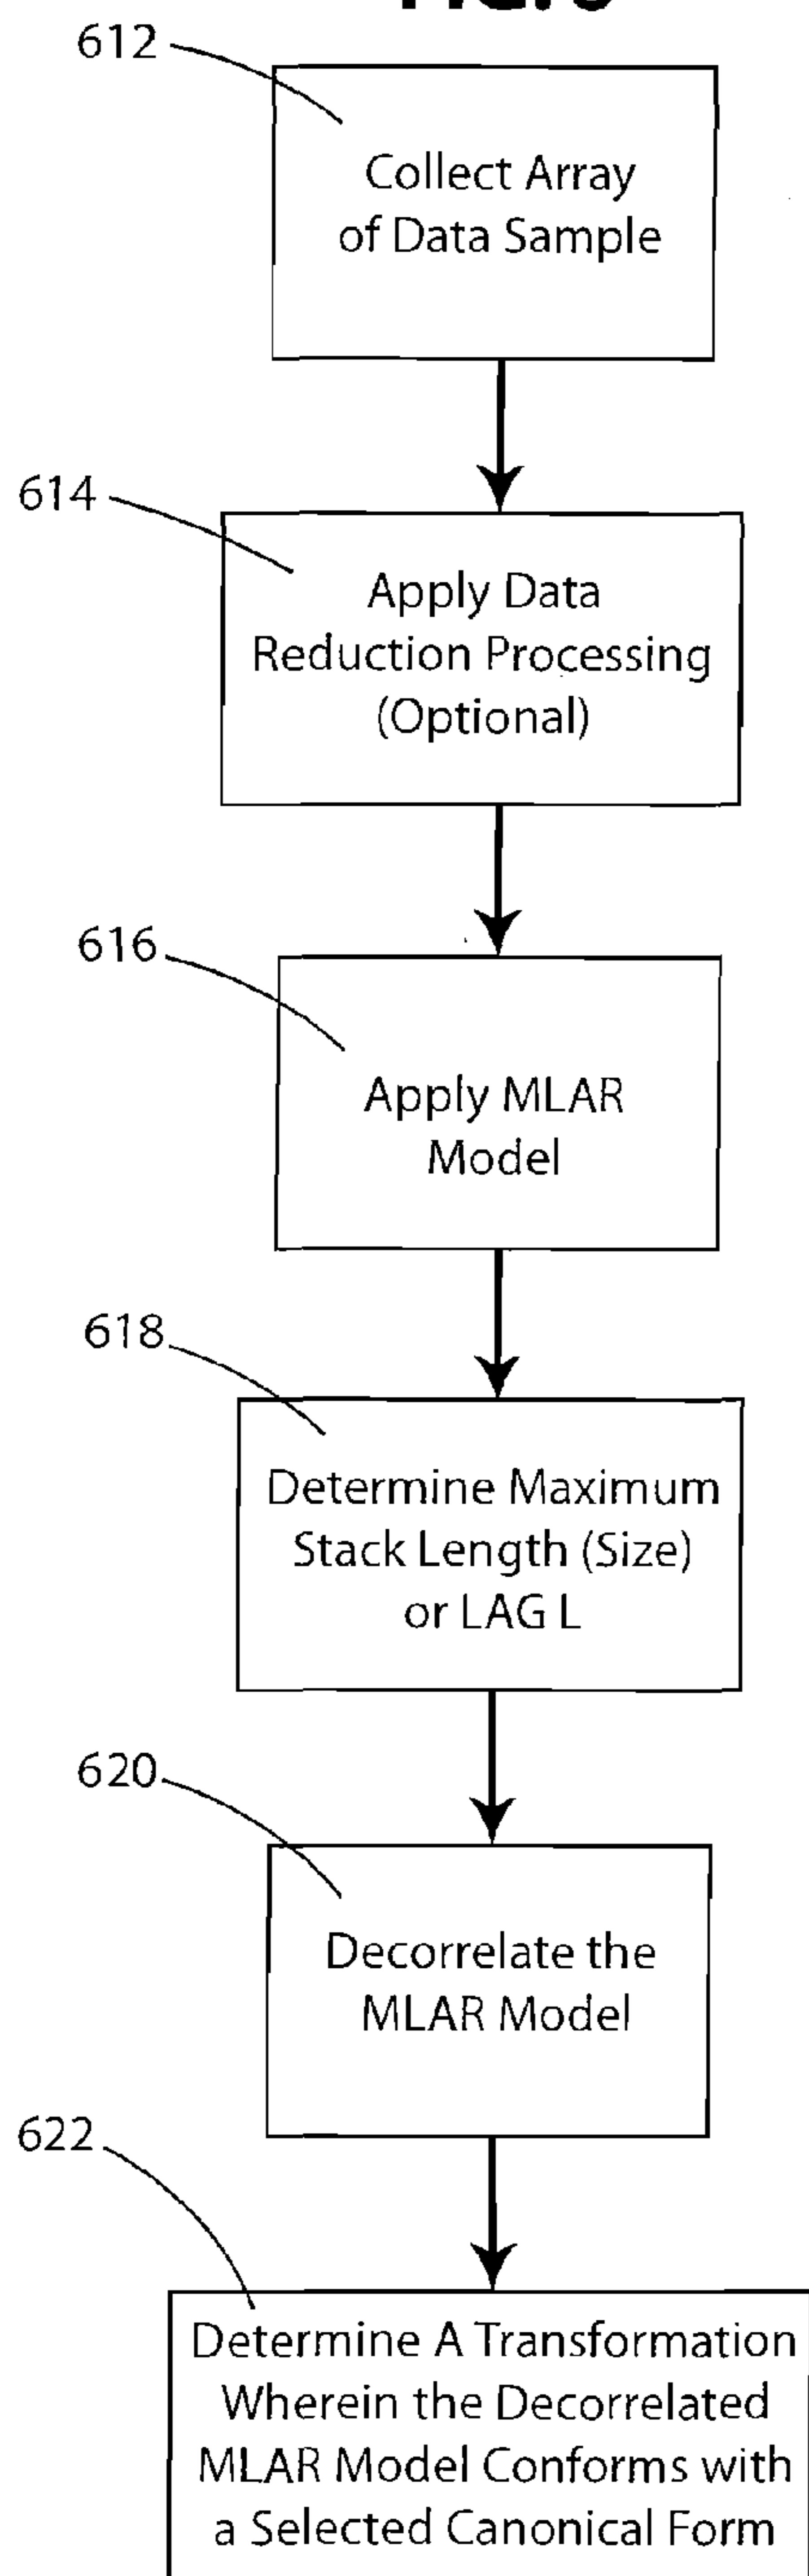 612
Collect Array
of Data Sample
614
Apply Data
Reduction Processing
(Optional)
616
Apply MLAR
Model
618
Determine Maximum
Stack Length (Size)
or LAG L
620
Decorrelate the
MLAR Model
622
Determine A Transformation
Wherein the Decorrelated
MLAR Model Conforms with
a Selected Canonical Form